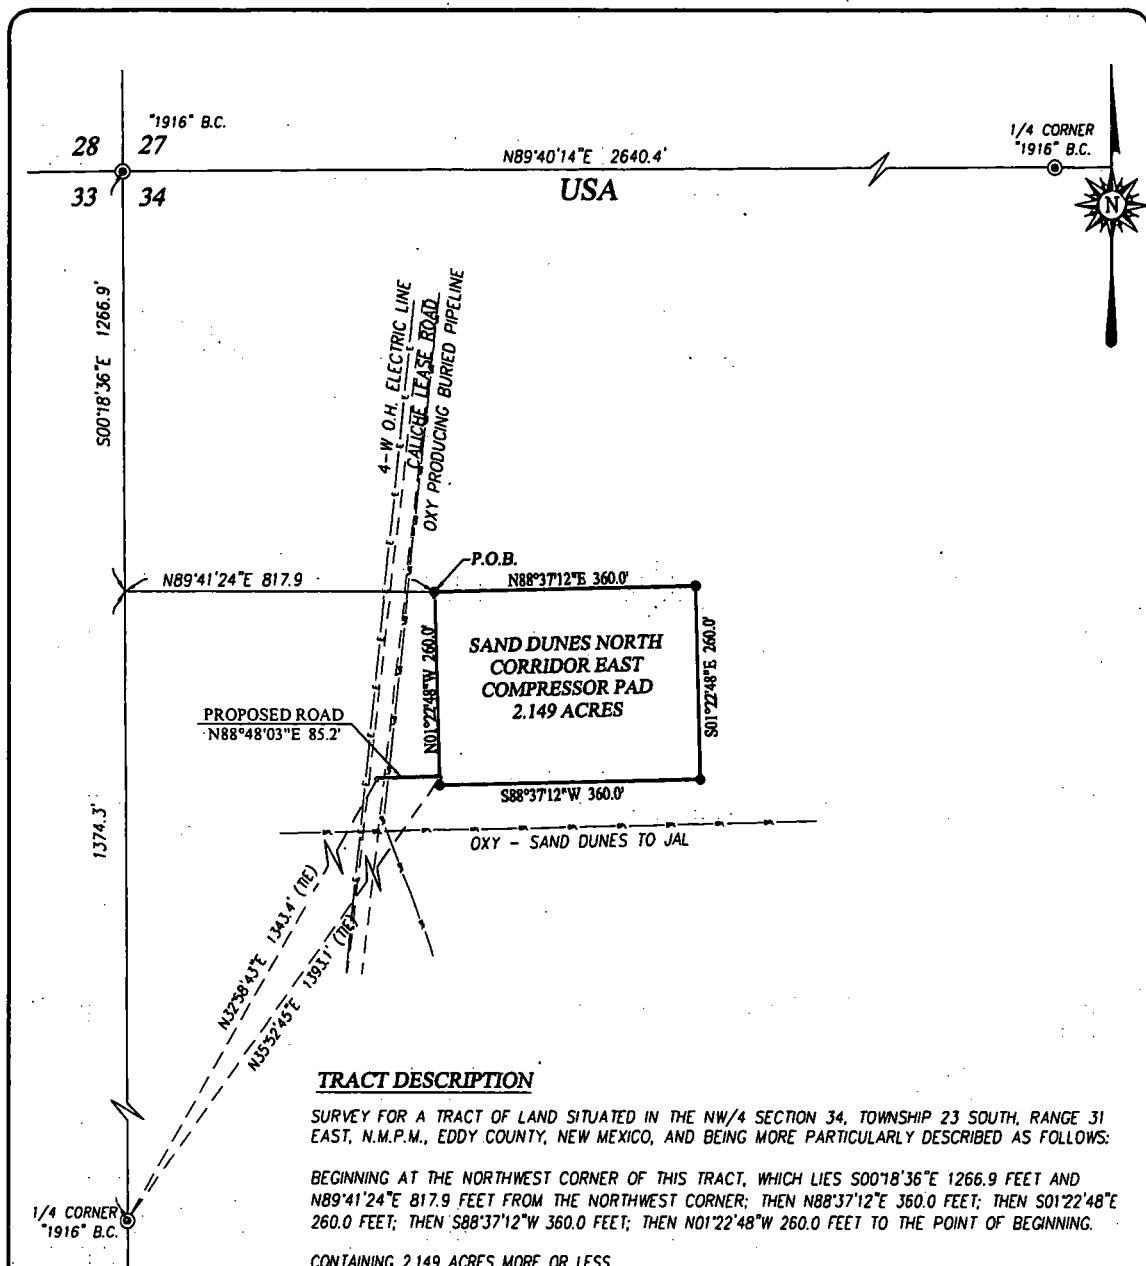 "1916" B.C.
28 27
33 34
N89°40'14"E 2640.4'
USA
1/4 CORNER
"1916" B.C.
N
S00°18'36"E 1266.9'
4-W O.H. ELECTRIC LINE
CALICHE LEASE ROAD
OXY PRODUCING BURIED PIPELINE
N89°41'24"E 817.9
P.O.B.
N88°37'12"E 360.0'
N01°22'48"W 260.0'
SAND DUNES NORTH
CORRIDOR EAST
COMPRESSOR PAD
2.149 ACRES
S01°22'48"E 260.0'
PROPOSED ROAD
N88°48'03"E 85.2'
S88°37'12"W 360.0'
OXY - SAND DUNES TO JAL
1374.3'
N32°58'43"E 1343.4' (TIE)
N35°52'45"E 1393.1' (TIE)
TRACT DESCRIPTION
SURVEY FOR A TRACT OF LAND SITUATED IN THE NW/4 SECTION 34, TOWNSHIP 23 SOUTH, RANGE 31
EAST, N.M.P.M., EDDY COUNTY, NEW MEXICO, AND BEING MORE PARTICULARLY DESCRIBED AS FOLLOWS:
BEGINNING AT THE NORTHWEST CORNER OF THIS TRACT, WHICH LIES S00°18'36"E 1266.9 FEET AND
N89°41'24"E 817.9 FEET FROM THE NORTHWEST CORNER; THEN N88°37'12"E 360.0 FEET; THEN S01°22'48"E
260.0 FEET; THEN S88°37'12"W 360.0 FEET; THEN N01°22'48"W 260.0 FEET TO THE POINT OF BEGINNING.
1/4 CORNER
"1916" B.C.
CONTAINING 2.149 ACRES MORE OR LESS